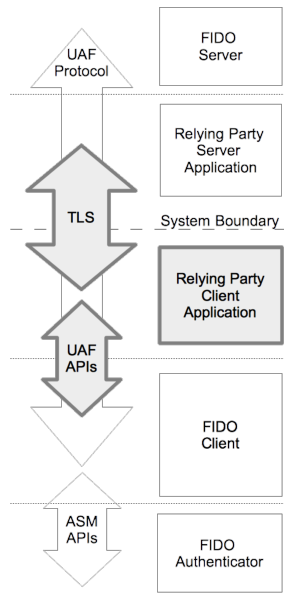 UAF
Protocol
FIDO
Server
Relying Party
Server
Application
TLS
System Boundary
Relying Party
Client
Application
UAF
APIs
FIDO
Client
ASM
APIs
FIDO
Authenticator